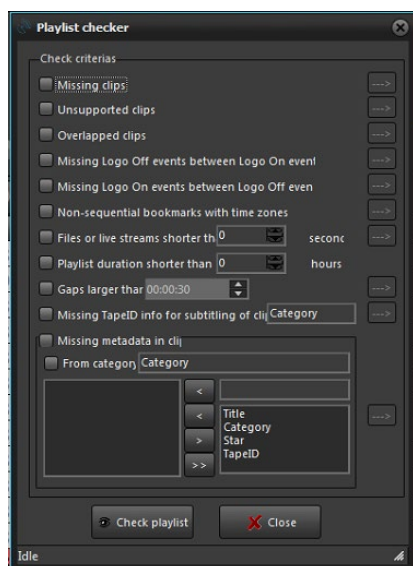 Playlist checker
Check criterias
Missing clips --->
Unsupported clips --->
Overlapped clips --->
Missing Logo Off events between Logo On event --->
Missing Logo On events between Logo Off even --->
Non-sequential bookmarks with time zones --->
Files or live streams shorter th 0 seconc --->
Playlist duration shorter than 0 hours --->
Gaps larger thar 00:00:30 --->
Missing TapeID info for subtitling of cli Category --->
Missing metadata in cli
From category Category
<
< Title
Category
> Star
TapeID
--->
>>
Check playlist X Close
Idle